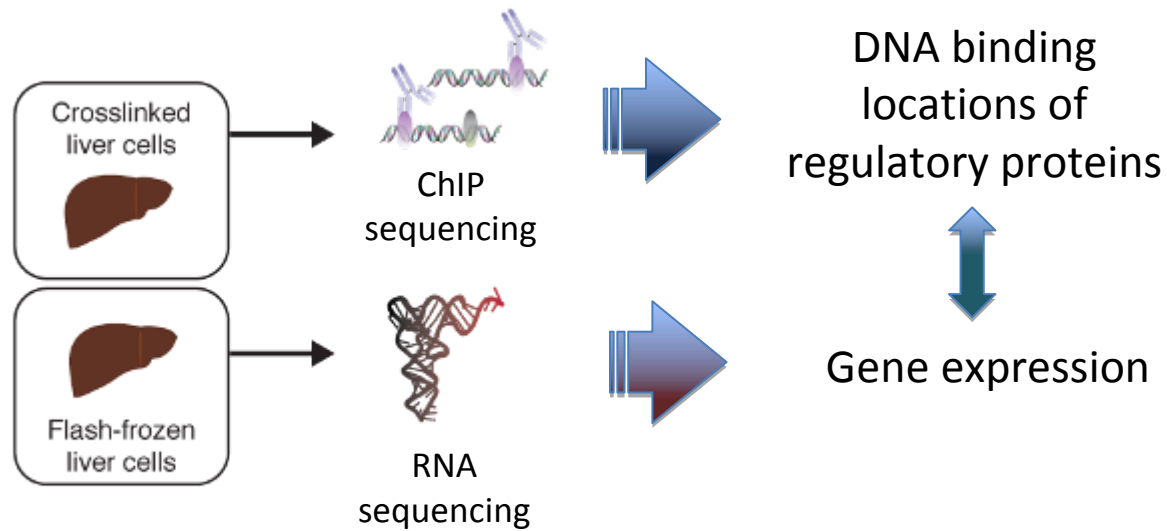 Crosslinked
liver cells
ChIP
sequencing
DNA binding
locations of
regulatory proteins
Flash-frozen
liver cells
RNA
sequencing
Gene expression